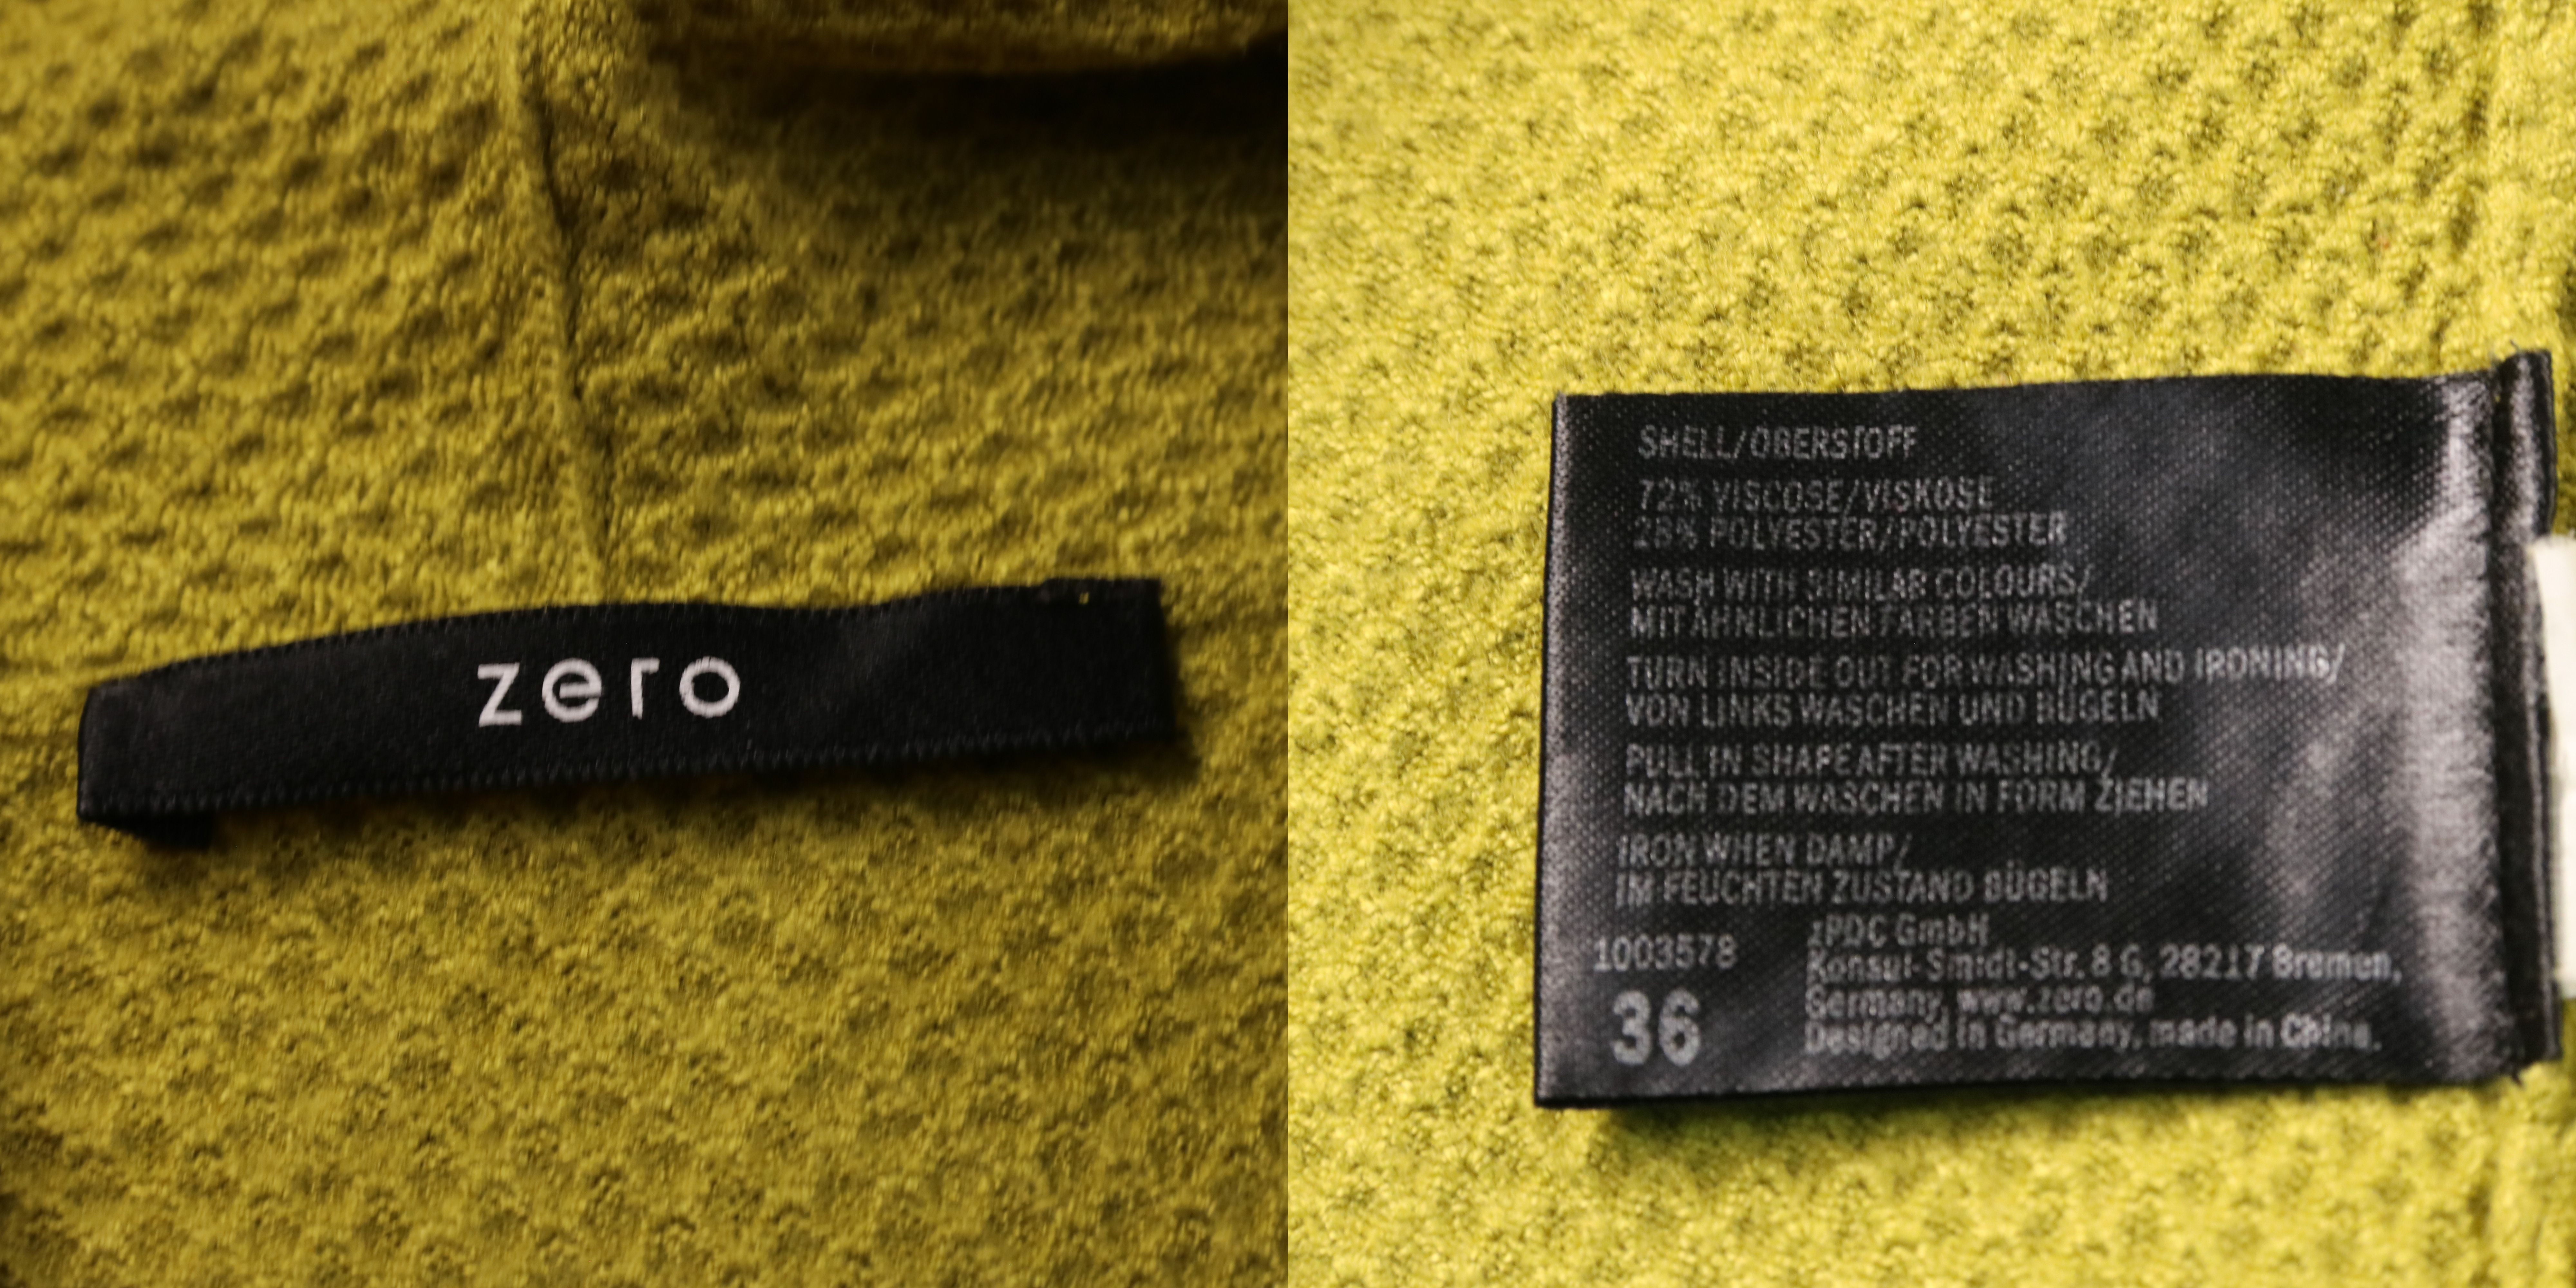 zero
SHELL/OBERSTOFF
72% VISCOSE/VISKOSE
28% POLYESTER/POLYESTER
WASH WITH SIMILAR COLOURS/
MIT ÄHNLICHEN FARBEN WASCHEN
TURN INSIDE OUT FOR WASHING AND IRONING/
VON LINKS WASCHEN UND BÜGELN
PULL IN SHAPE AFTER WASHING/
NACH DEM WASCHEN IN FORM ZIEHEN
IRON WHEN DAMP/
IM FEUCHTEN ZUSTAND BÜGELN
1003578
36
zPDC GmbH
Konsul-Smidt-Str. 8 G, 28217 Bremen,
Germany, www.zero.de
Designed in Germany, made in China.